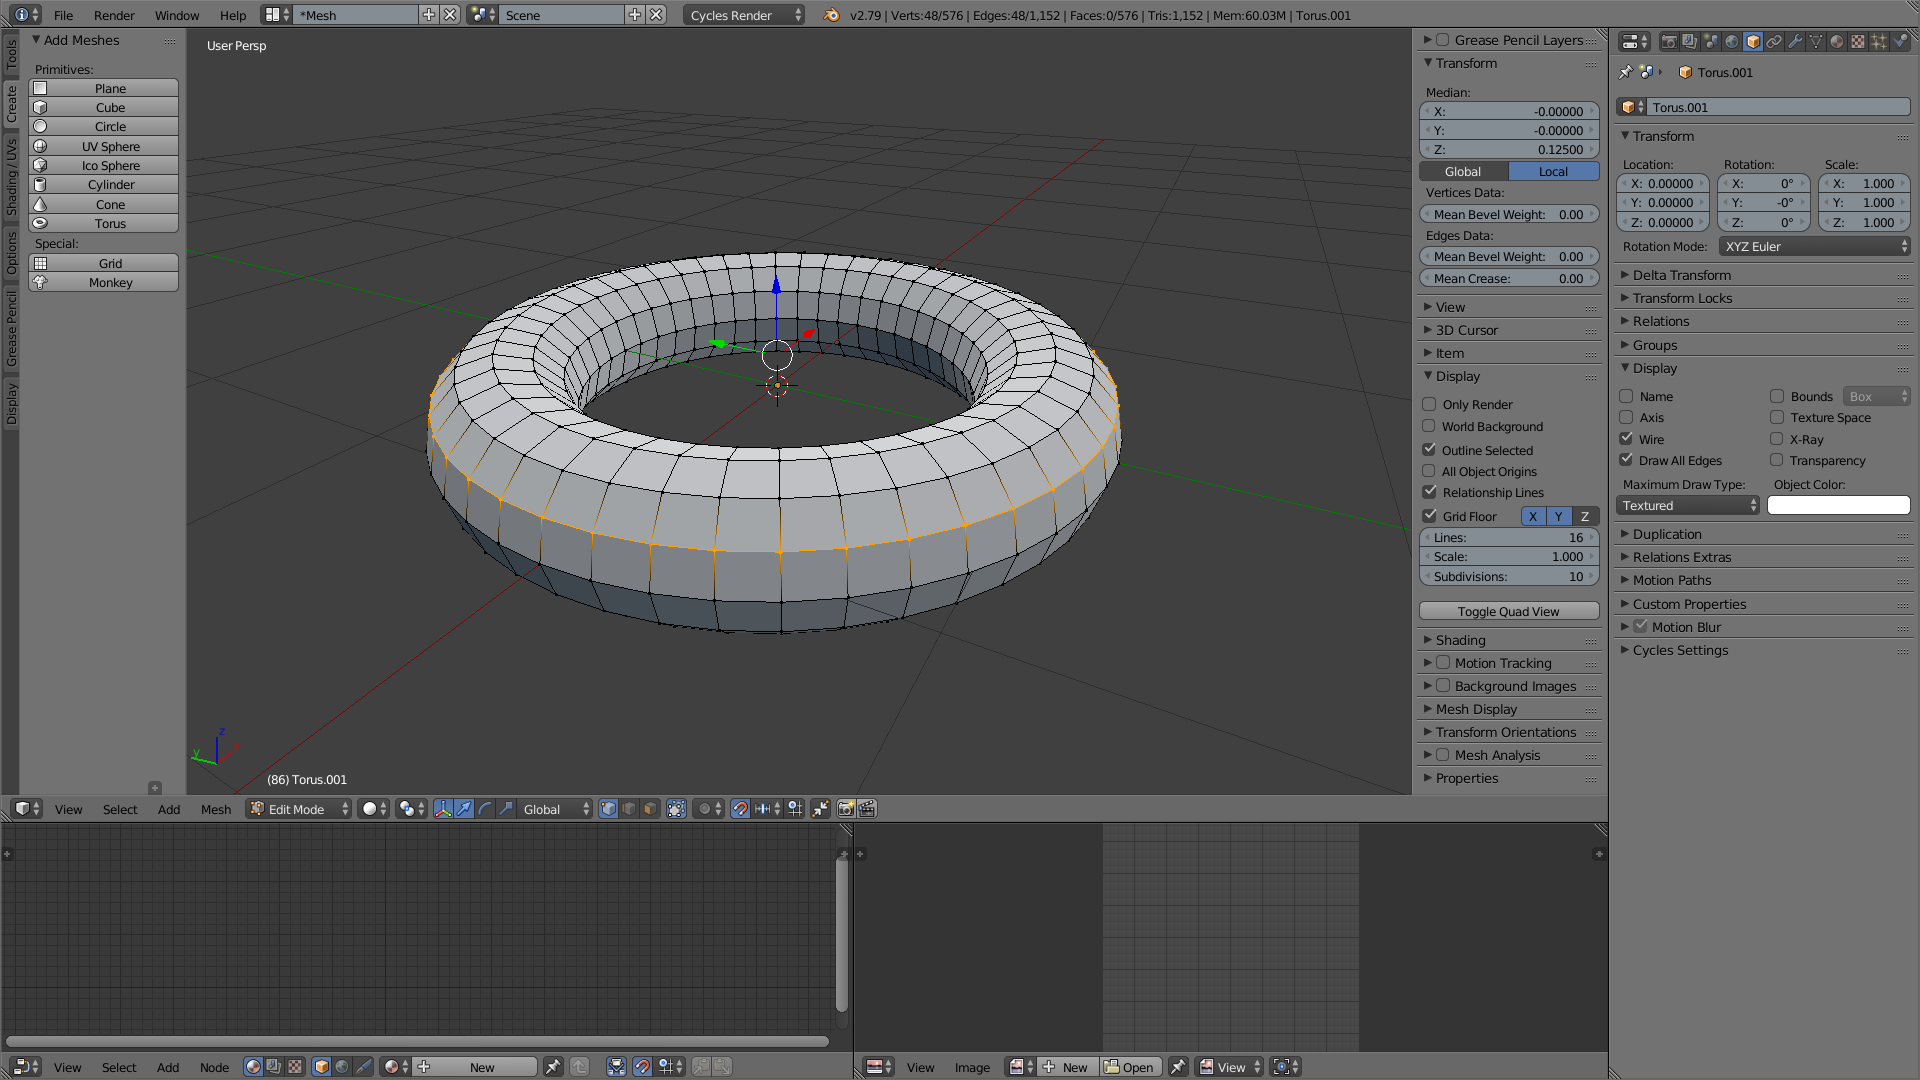 File Render Window Help *Mesh Scene Cycles Render v2.79 | Verts:48/576 | Edges:48/1,152 | Faces:0/576 | Tris:1,152 | Mem:60.03M | Torus.001
Tools
Create
Shading / UVs
Options
Grease Pencil
Display
Add Meshes
Primitives:
Plane
Cube
Circle
UV Sphere
Ico Sphere
Cylinder
Cone
Torus
Special:
Grid
Monkey
User Persp
z
y
x
(86) Torus.001
Grease Pencil Layers
Transform
Median:
X: -0.00000
Y: -0.00000
Z: 0.12500
Global Local
Vertices Data:
Mean Bevel Weight: 0.00
Edges Data:
Mean Bevel Weight: 0.00
Mean Crease: 0.00
View
3D Cursor
Item
Display
Only Render
World Background
Outline Selected
All Object Origins
Relationship Lines
Grid Floor X Y Z
Lines: 16
Scale: 1.000
Subdivisions: 10
Toggle Quad View
Shading
Motion Tracking
Background Images
Mesh Display
Transform Orientations
Mesh Analysis
Properties
Torus.001
Torus.001
Transform
Location: Rotation: Scale:
X: 0.00000 X: 0° X: 1.000
Y: 0.00000 Y: -0° Y: 1.000
Z: 0.00000 Z: 0° Z: 1.000
Rotation Mode: XYZ Euler
Delta Transform
Transform Locks
Relations
Groups
Display
Name Bounds Box
Axis Texture Space
Wire X-Ray
Draw All Edges Transparency
Maximum Draw Type: Object Color:
Textured
Duplication
Relations Extras
Motion Paths
Custom Properties
Motion Blur
Cycles Settings
View Select Add Mesh Edit Mode Global
View Select Add Node New
View Image New Open View